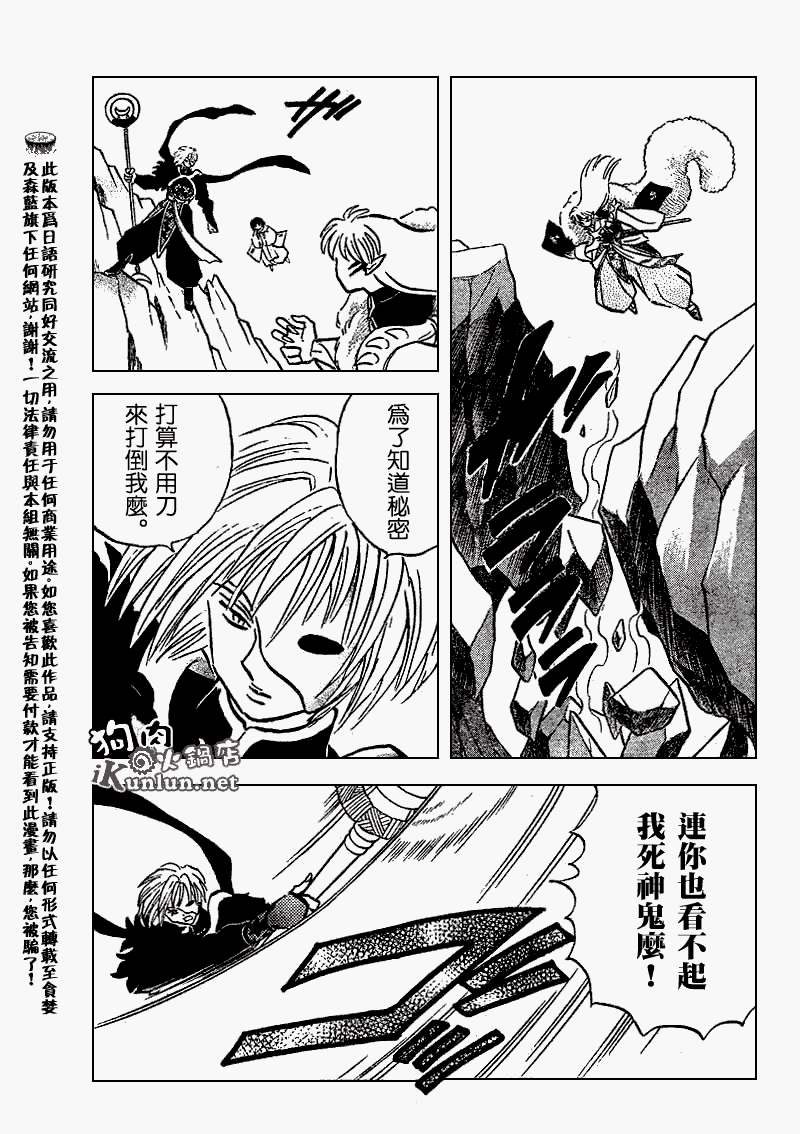 為了知道秘密
打算不用刀
來打倒我麼。
連你也看不起
我死神鬼麼！
狗肉
火鍋店
iKunlun.net
此版本為日語研究同好交流之用，請勿用于任何商業用途。如您喜歡此作品，請支持正版！請勿以任何形式轉載至貪婪
及森藍旗下任何網站，謝謝！一切法律責任與本組無關。如果您被告知需要付款才能看到此漫畫，那麼，您被騙了！